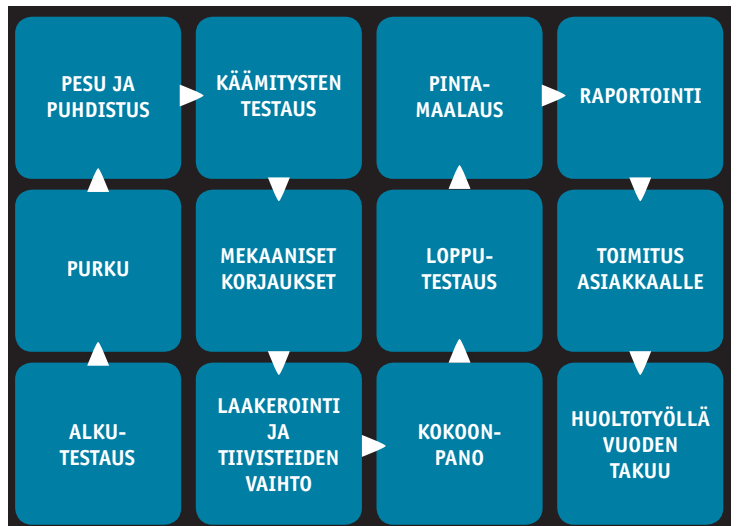 PESU JA
PUHDISTUS
KÄÄMITYSTEN
TESTAUS
PINTA-
MAALAUS
RAPORTOINTI
PURKU
MEKAANISET
KORJAUKSET
LOPPU-
TESTAUS
TOIMITUS
ASIAKKAALLE
ALKU-
TESTAUS
LAAKEROINTI
JA
TIIVISTEIDEN
VAIHTO
KOKOON-
PANO
HUOLTOTYÖLLÄ
VUODEN
TAKUU